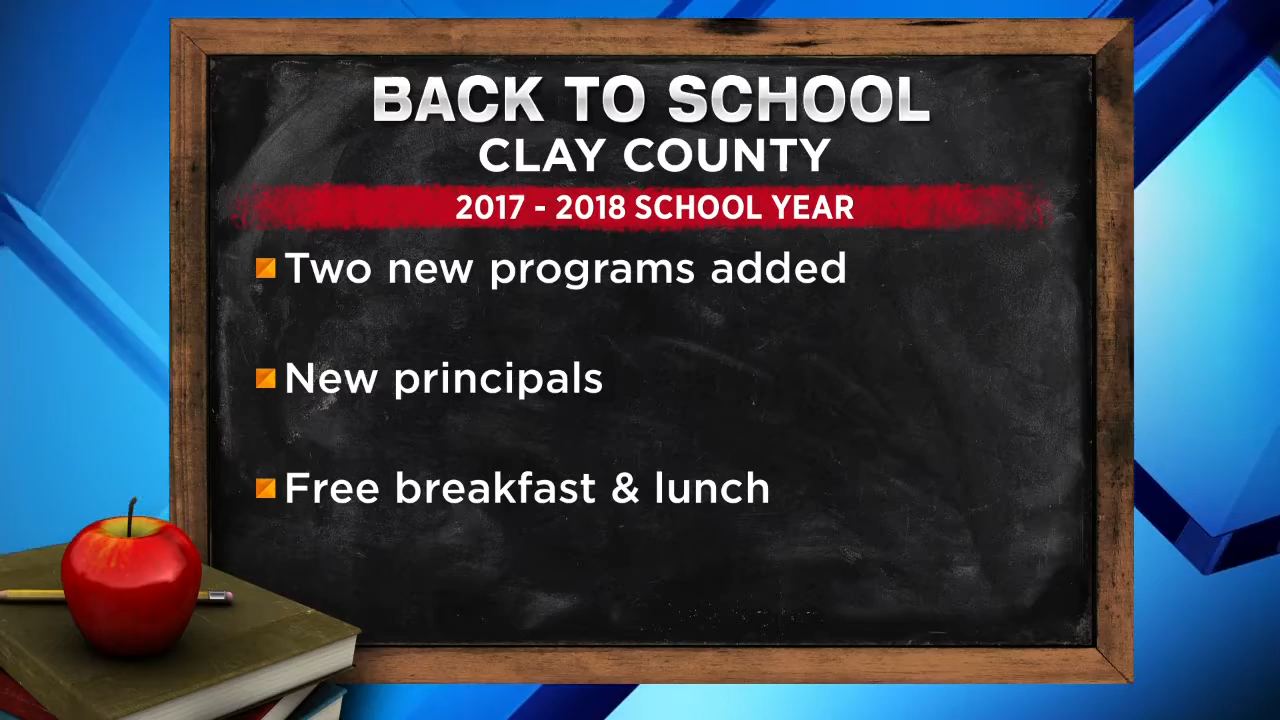 BACK TO SCHOOL
CLAY COUNTY
2017 - 2018 SCHOOL YEAR
Two new programs added
New principals
Free breakfast & lunch